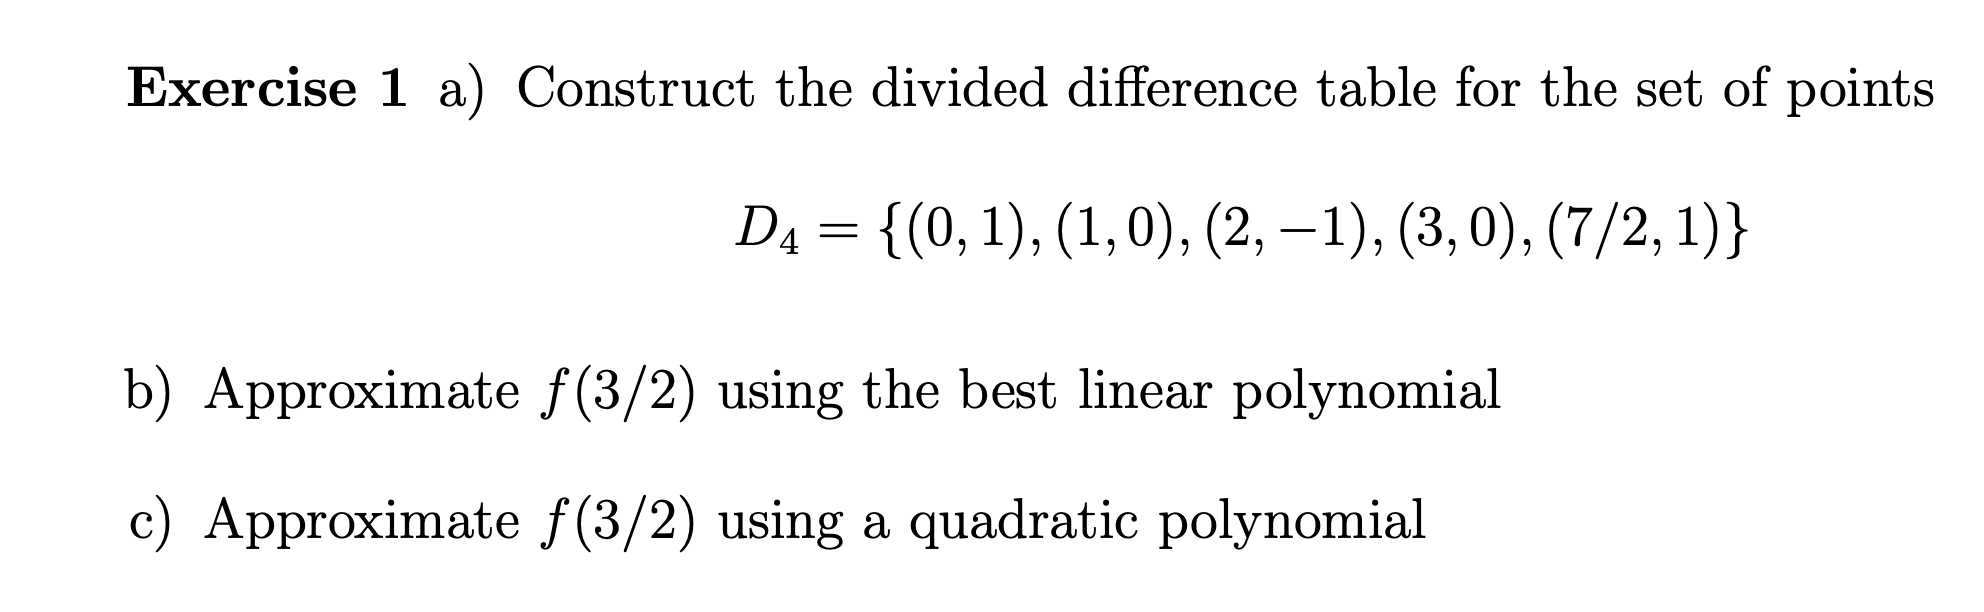 Exercise 1 a) Construct the divided difference table for the set of points
D₄ = {(0, 1), (1, 0), (2, −1), (3, 0), (7/2, 1)}
b) Approximate f(3/2) using the best linear polynomial
c) Approximate f(3/2) using a quadratic polynomial